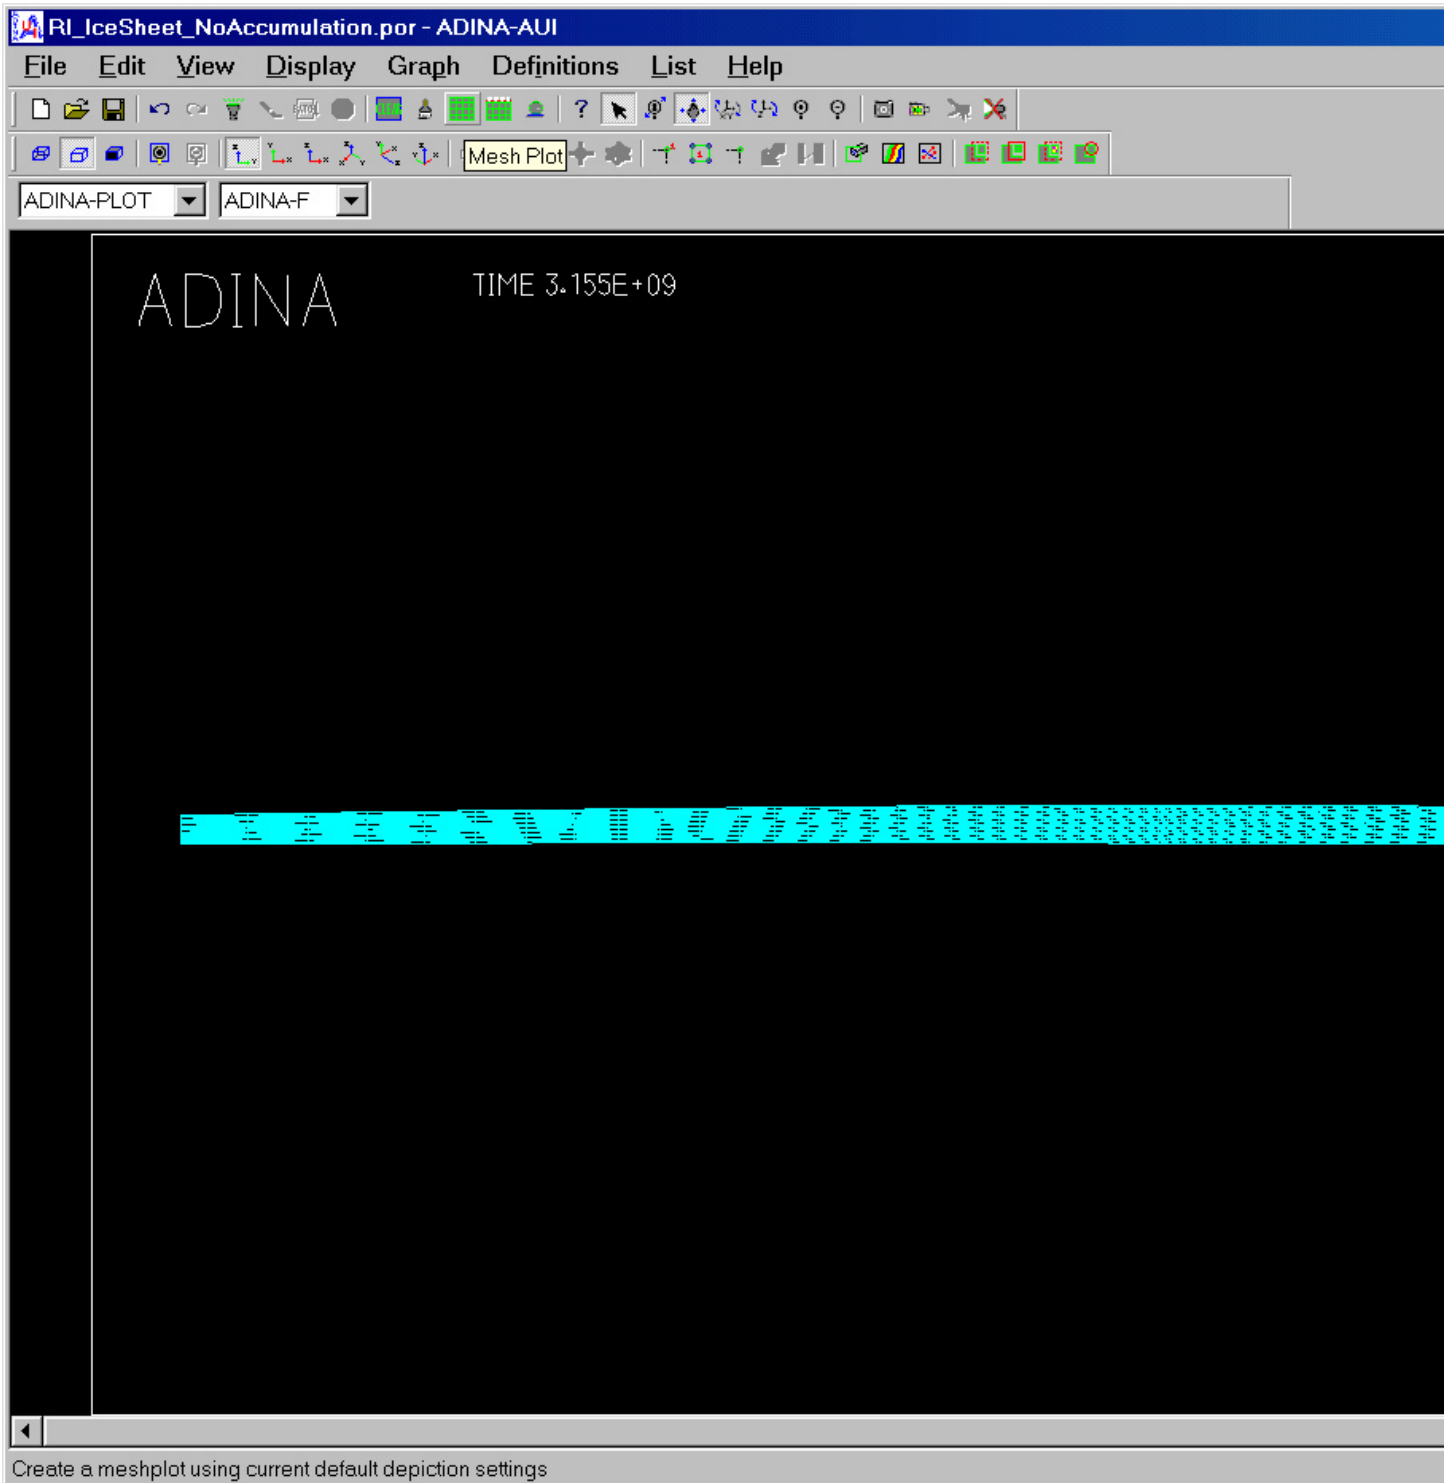 RI_IceSheet_NoAccumulation.por - ADINA-AUI
File Edit View Display Graph Definitions List Help
Mesh Plot
ADINA-PLOT ADINA-F
ADINA TIME 3.155E+09
Create a meshplot using current default depiction settings